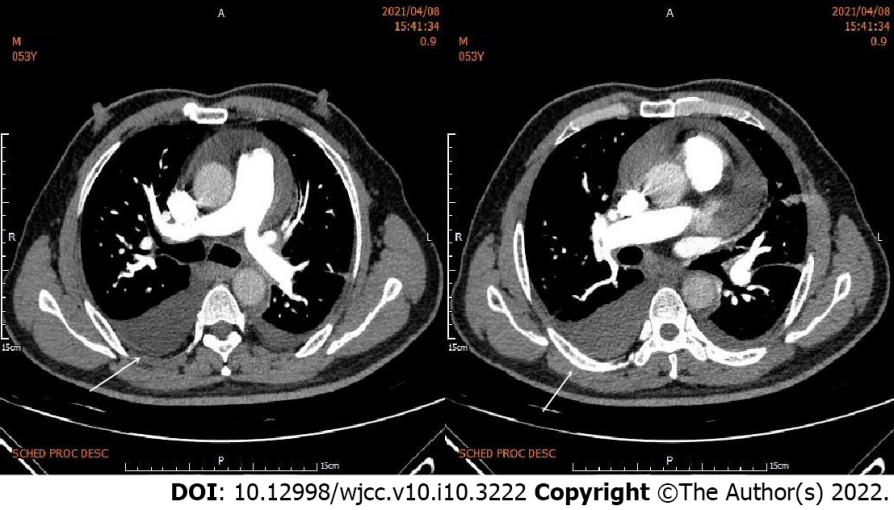 A
2021/04/08
15:41:34
M
0.9
053Y
R
15cm
SCHED PROC DESC
P
15cm
A
2021/04/08
15:41:34
M
0.9
053Y
R
L
15cm
SCHED PROC DESC
P
15cm
DOI: 10.12998/wjcc.v10.i10.3222 Copyright ©The Author(s) 2022.